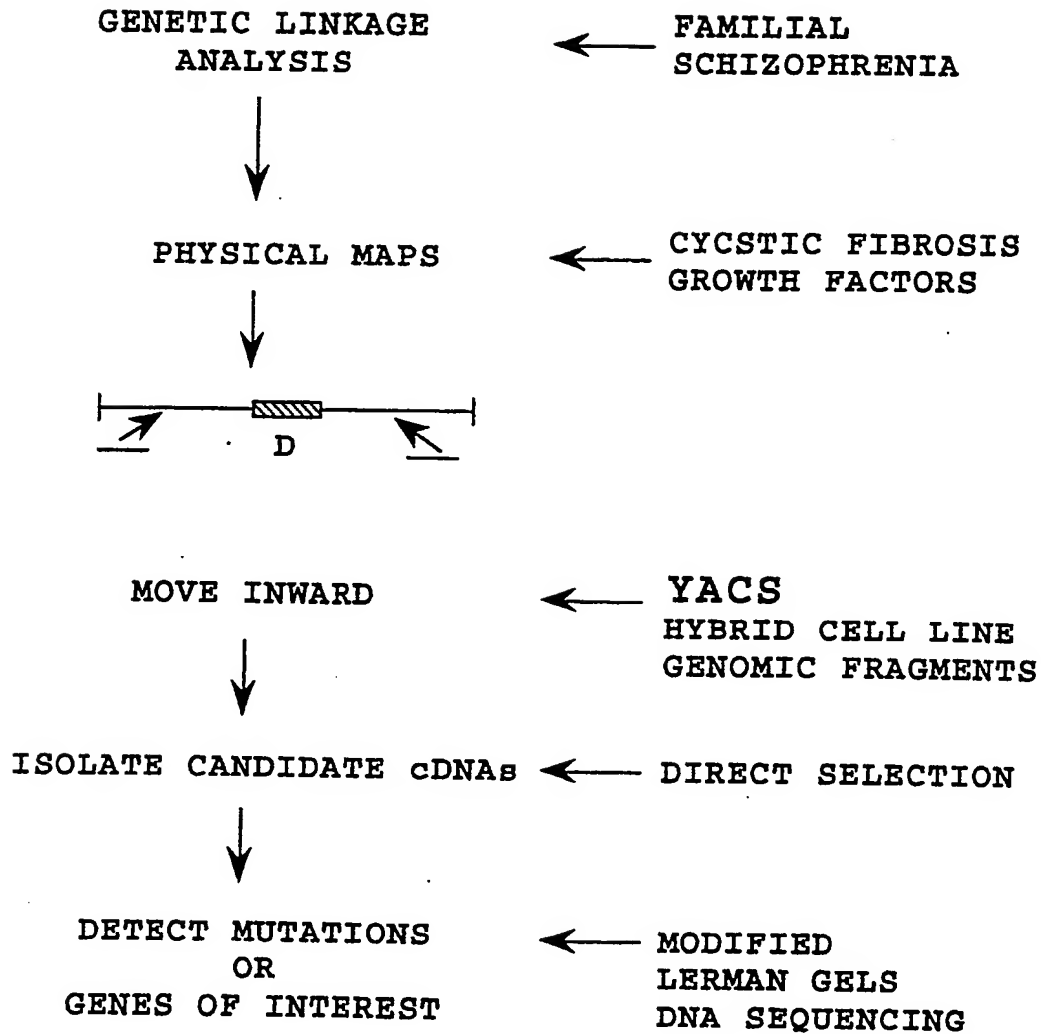 GENETIC LINKAGE
ANALYSIS
FAMILIAL
SCHIZOPHRENIA
PHYSICAL MAPS
CYCSTIC FIBROSIS
GROWTH FACTORS
D
MOVE INWARD
YACS
HYBRID CELL LINE
GENOMIC FRAGMENTS
ISOLATE CANDIDATE cDNAs
DIRECT SELECTION
DETECT MUTATIONS
OR
GENES OF INTEREST
MODIFIED
LERMAN GELS
DNA SEQUENCING